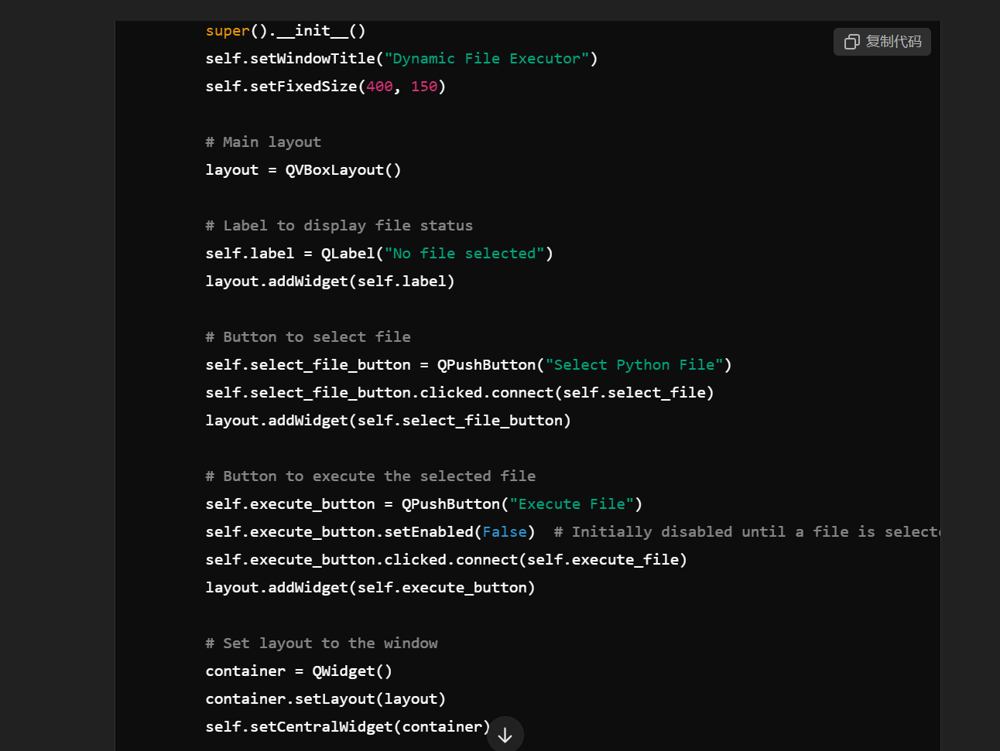 super().__init__()
复制代码
self.setWindowTitle("Dynamic File Executor")
self.setFixedSize(400, 150)
# Main layout
layout = QVBoxLayout()
# Label to display file status
self.label = QLabel("No file selected")
layout.addWidget(self.label)
# Button to select file
self.select_file_button = QPushButton("Select Python File")
self.select_file_button.clicked.connect(self.select_file)
layout.addWidget(self.select_file_button)
# Button to execute the selected file
self.execute_button = QPushButton("Execute File")
self.execute_button.setEnabled(False)  # Initially disabled until a file is selecte
self.execute_button.clicked.connect(self.execute_file)
layout.addWidget(self.execute_button)
# Set layout to the window
container = QWidget()
container.setLayout(layout)
self.setCentralWidget(container)